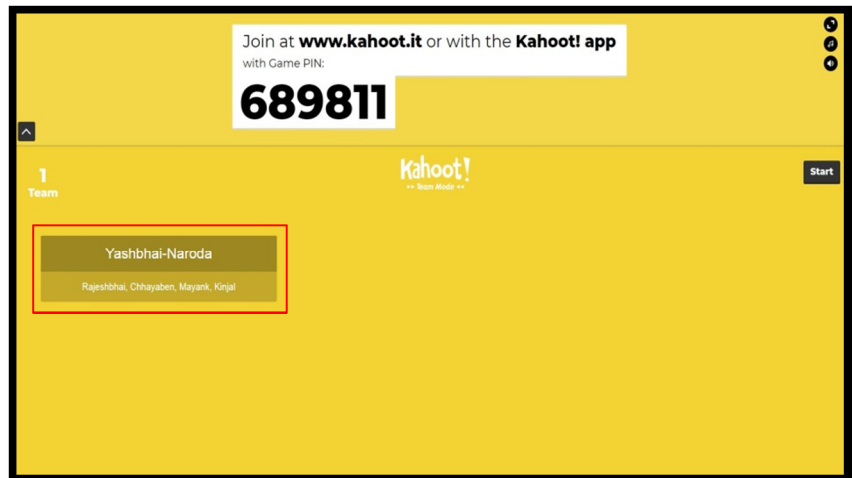 Join at www.kahoot.it or with the Kahoot! app
with Game PIN:
689811
1
Team
Kahoot!
•• Team Mode ••
Start
Yashbhai-Naroda
Rajeshbhai, Chhayaben, Mayank, Kinjal